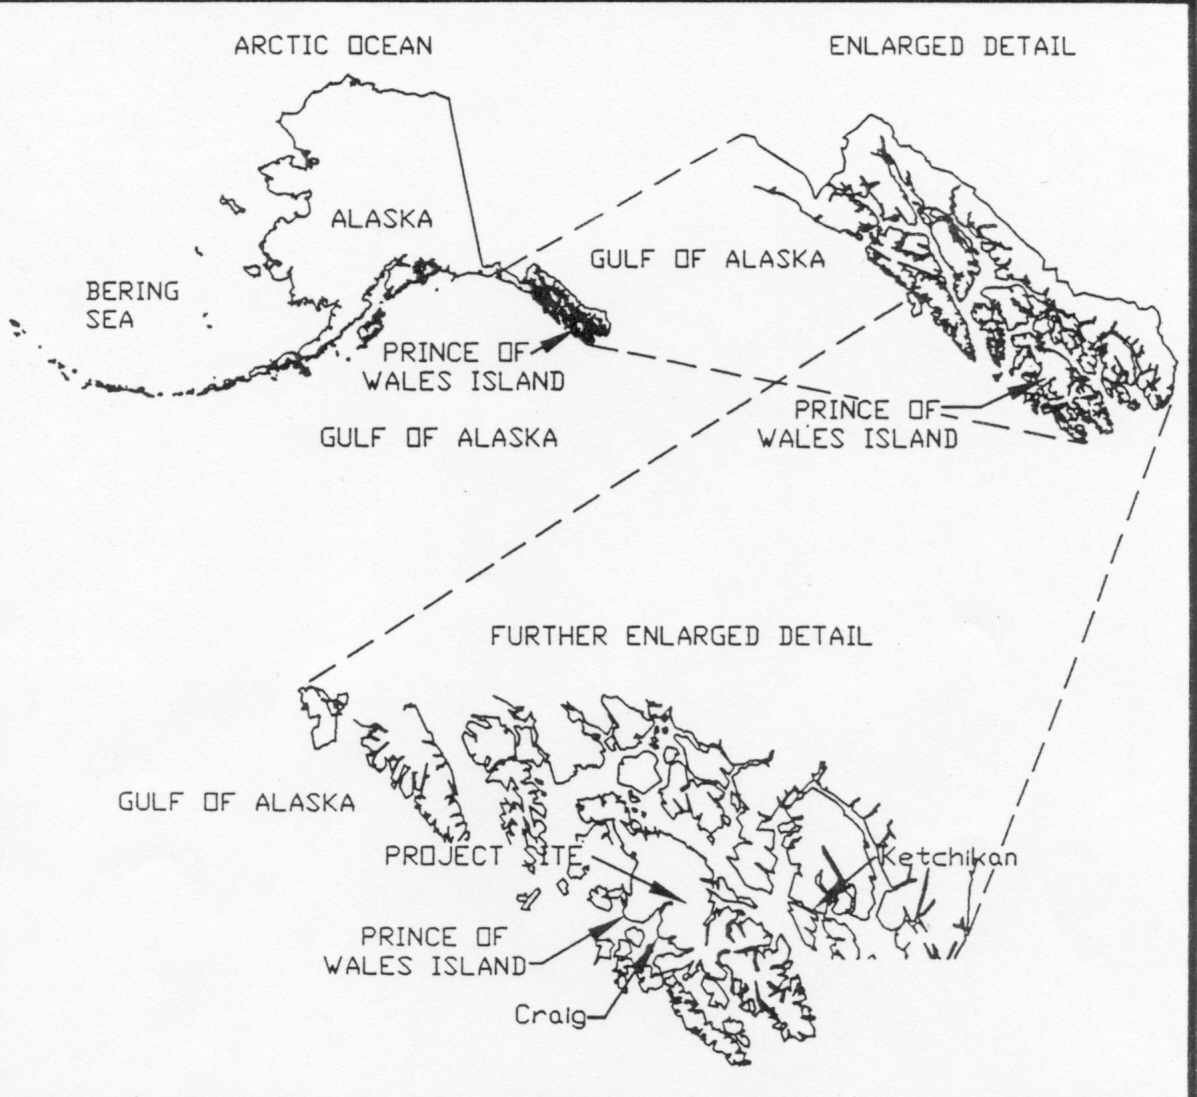 ARCTIC OCEAN
ENLARGED DETAIL
ALASKA
GULF OF ALASKA
BERING
SEA
PRINCE OF
WALES ISLAND
PRINCE OF
WALES ISLAND
GULF OF ALASKA
FURTHER ENLARGED DETAIL
GULF OF ALASKA
PROJECT SITE
Ketchikan
PRINCE OF
WALES ISLAND
Craig